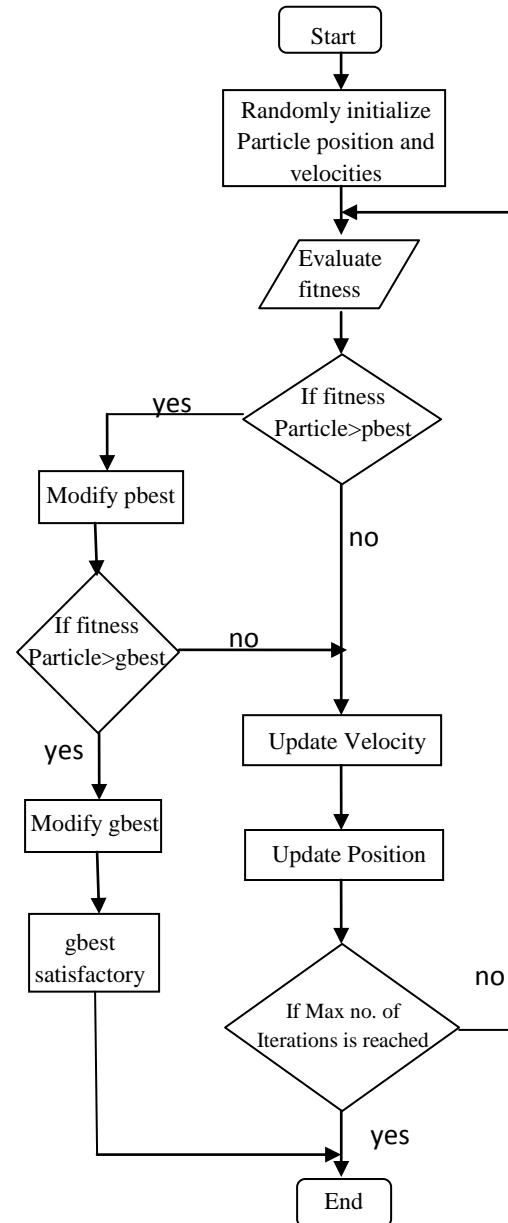 Start
Randomly initialize
Particle position and
velocities
Evaluate
fitness
If fitness
Particle>pbest
yes
no
Modify pbest
If fitness
Particle>gbest
no
yes
Update Velocity
Modify gbest
Update Position
gbest
satisfactory
If Max no. of
Iterations is reached
no
yes
End